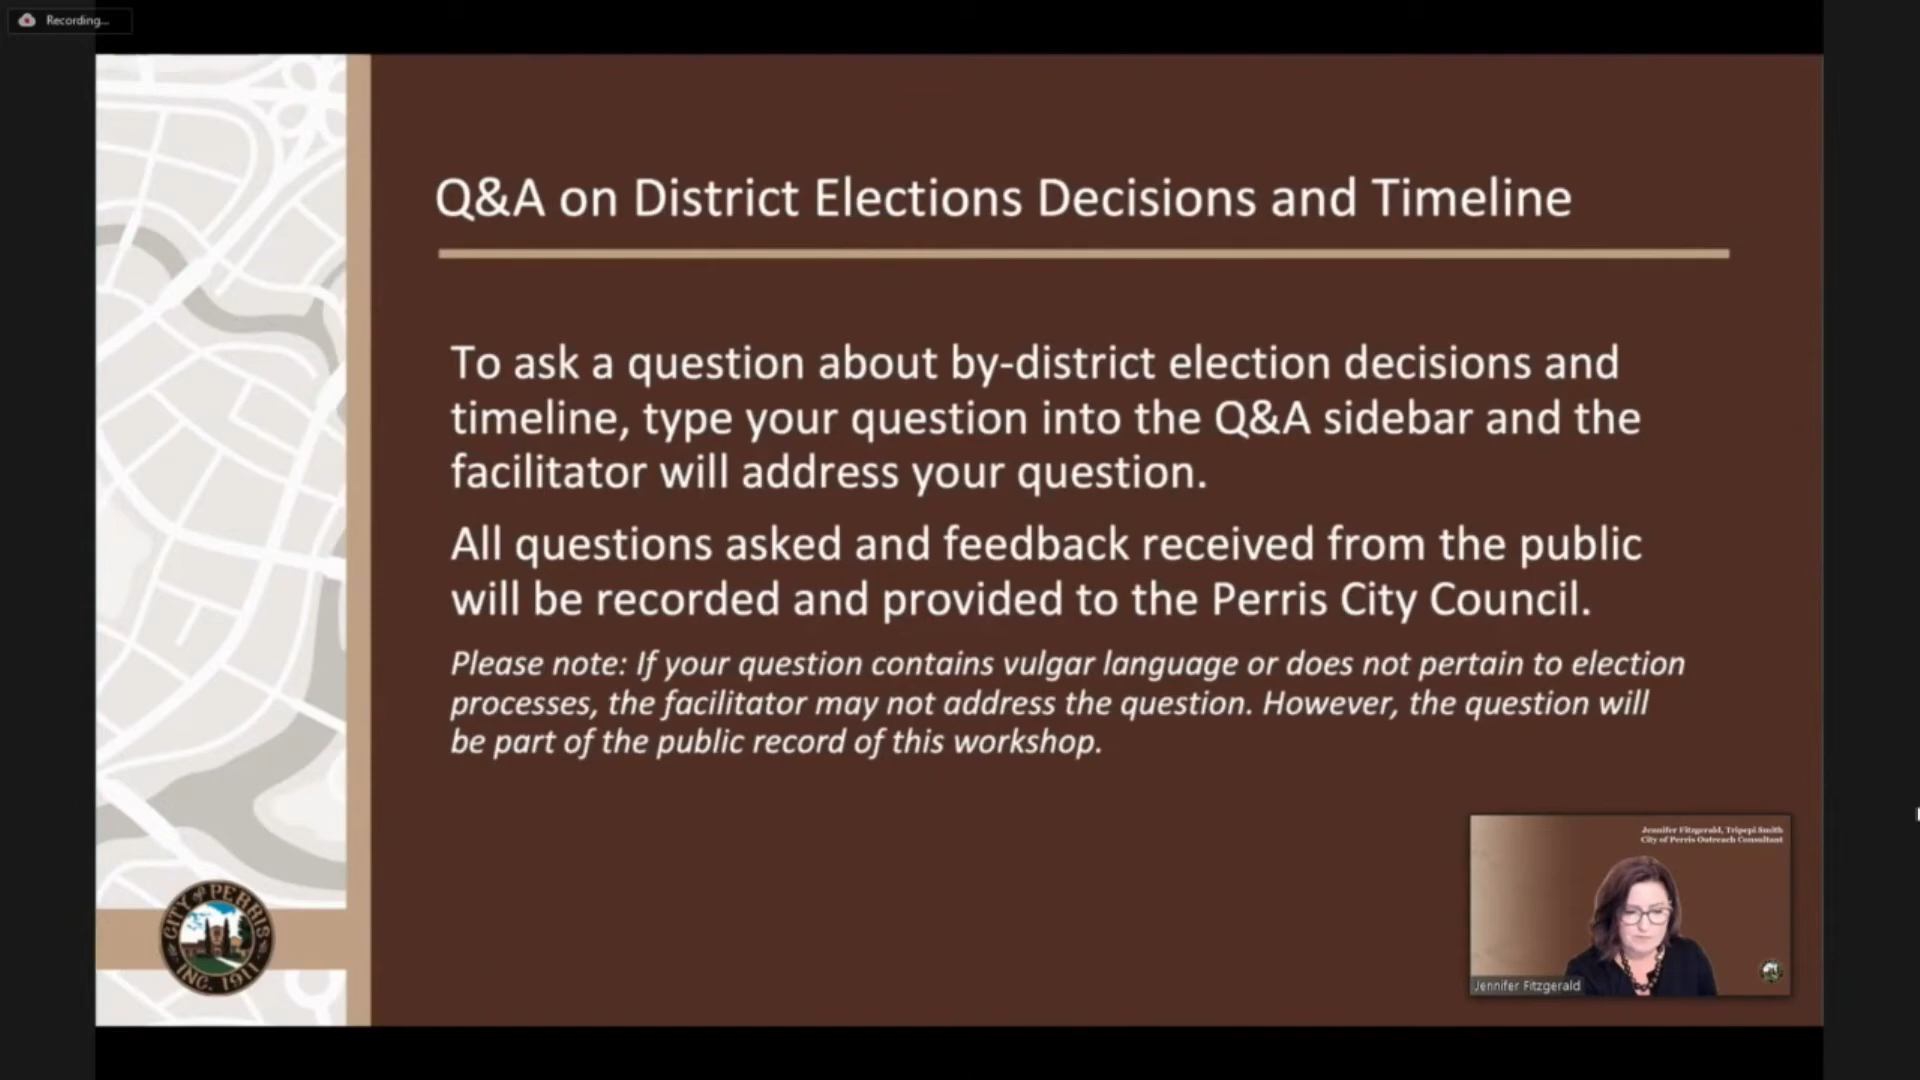 Recording...
Q&A on District Elections Decisions and Timeline
To ask a question about by-district election decisions and
timeline, type your question into the Q&A sidebar and the
facilitator will address your question.
All questions asked and feedback received from the public
will be recorded and provided to the Perris City Council.
Please note: If your question contains vulgar language or does not pertain to election
processes, the facilitator may not address the question. However, the question will
be part of the public record of this workshop.
CITY OF PERRIS
INC. 1911
Jennifer Fitzgerald, Tripepi Smith
City of Perris Outreach Consultant
Jennifer Fitzgerald